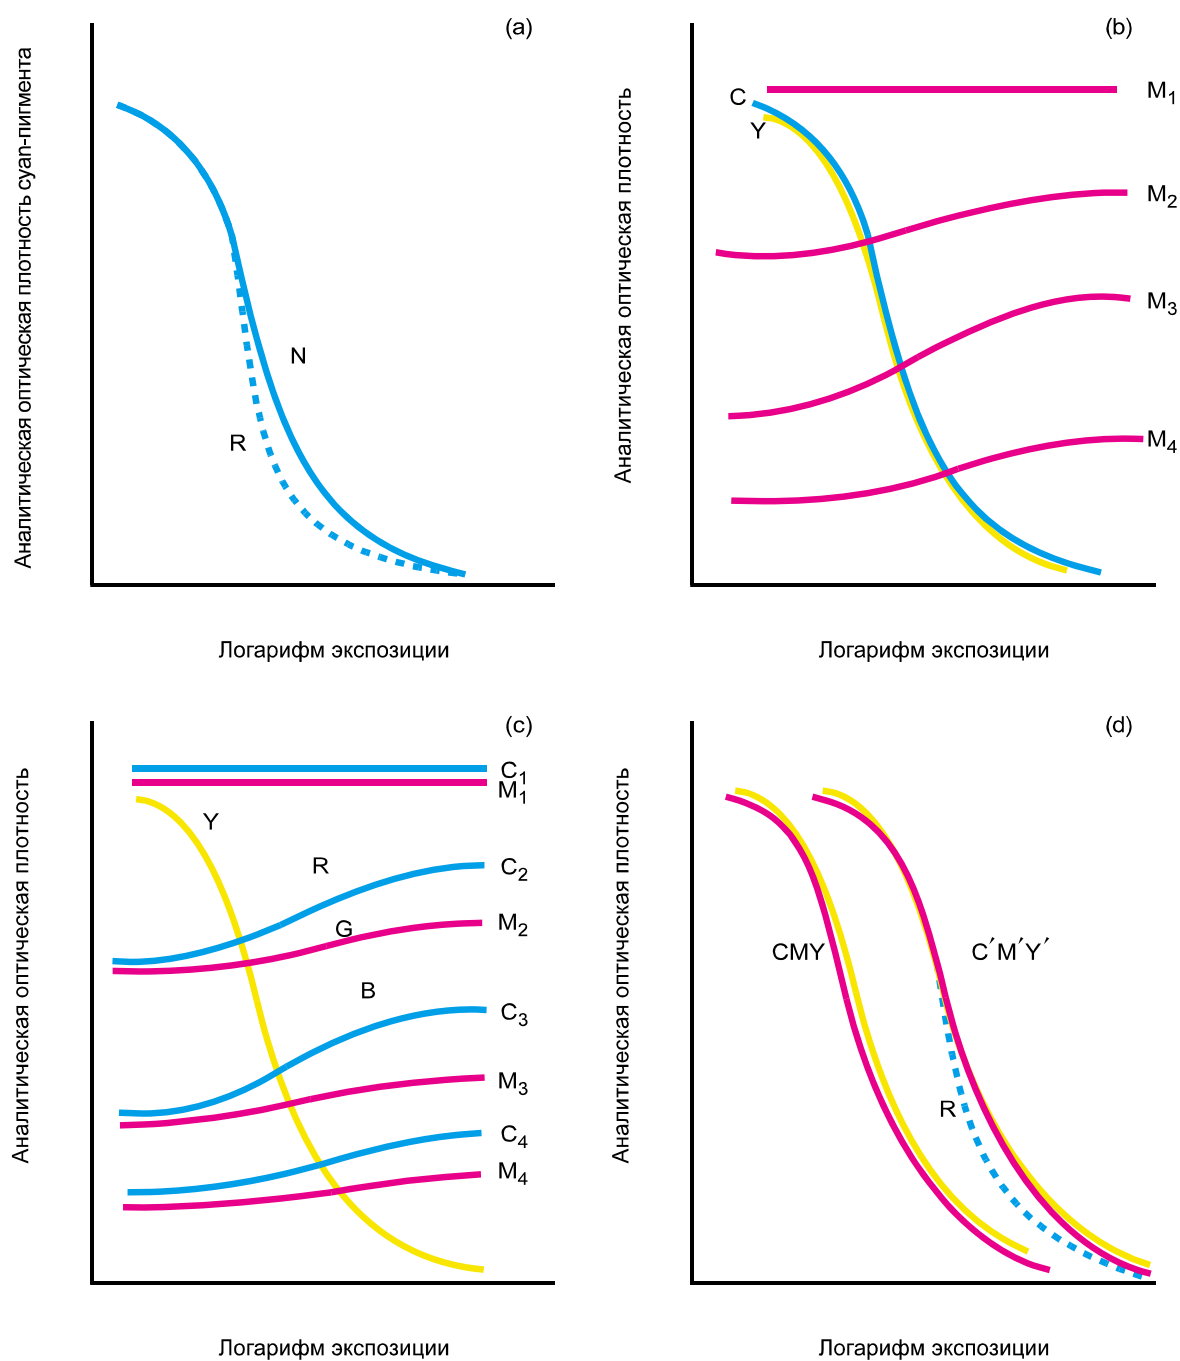 (a)
Аналитическая оптическая плотность cyan-пигмента
N
R
Логарифм экспозиции
(b)
Аналитическая оптическая плотность
C
Y
M1
M2
M3
M4
Логарифм экспозиции
(c)
Аналитическая оптическая плотность
C1
M1
Y
R
C2
G
M2
B
C3
M3
C4
M4
Логарифм экспозиции
(d)
Аналитическая оптическая плотность
CMY
C′M′Y′
R
Логарифм экспозиции